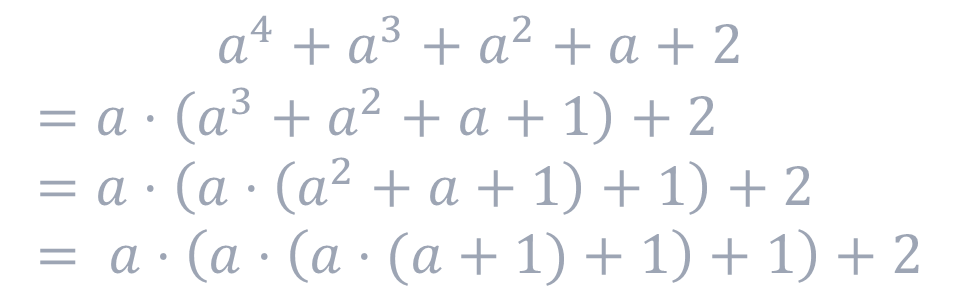 a⁴ + a³ + a² + a + 2
= a · (a³ + a² + a + 1) + 2
= a · (a · (a² + a + 1) + 1) + 2
= a · (a · (a · (a + 1) + 1) + 1) + 2